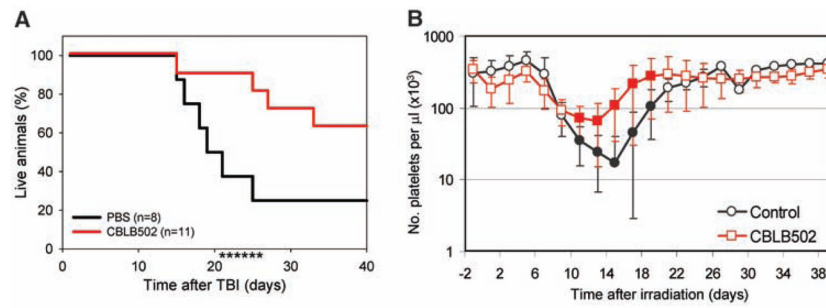 A
Live animals (%)
100
80
60
40
20
0
PBS (n=8)
CBLB502 (n=11)
0 10 20 30 40
******
Time after TBI (days)
B
No. platelets per µl (x10³)
1000
100
10
1
Control
CBLB502
-2 2 6 10 14 18 22 26 30 34 38
Time after irradiation (days)